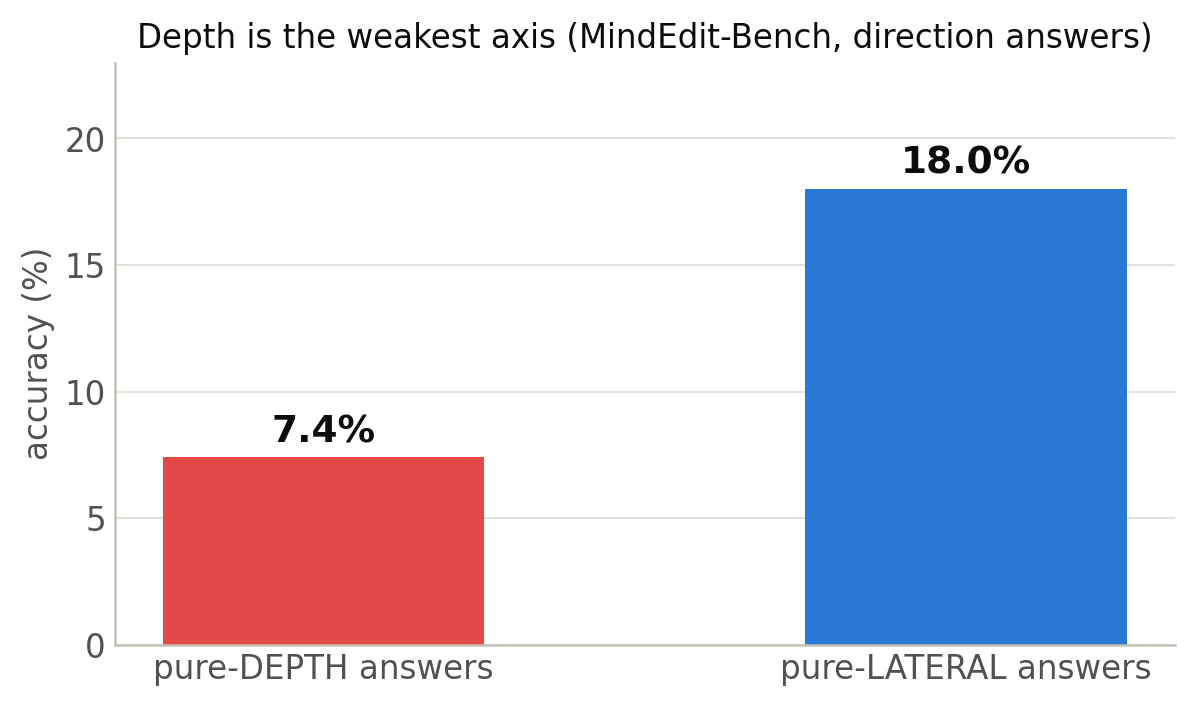 Depth is the weakest axis (MindEdit-Bench, direction answers)
accuracy (%)
20
15
10
5
0
7.4%
18.0%
pure-DEPTH answers
pure-LATERAL answers